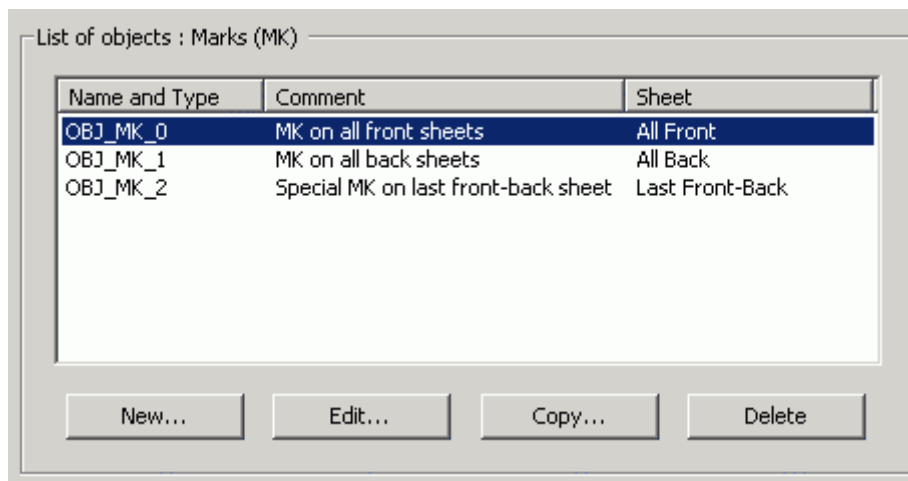 List of objects : Marks (MK)
Name and Type Comment Sheet
OBJ_MK_0 MK on all front sheets All Front
OBJ_MK_1 MK on all back sheets All Back
OBJ_MK_2 Special MK on last front-back sheet Last Front-Back
New... Edit... Copy... Delete